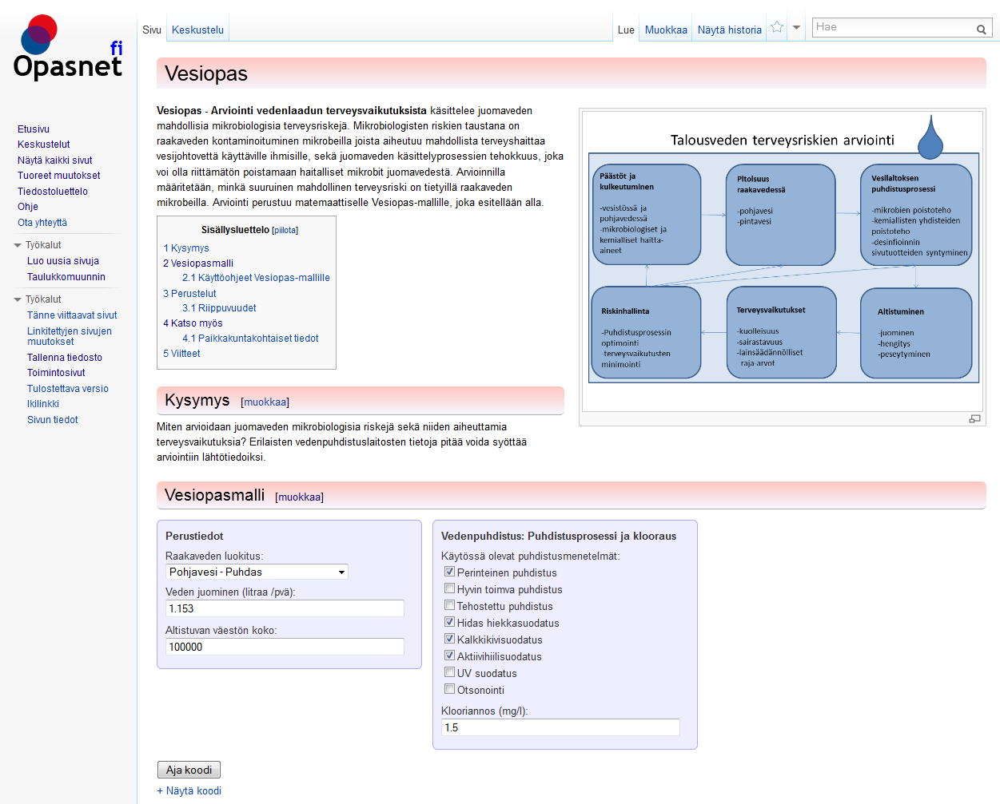 fi
Opasnet
Etusivu
Keskustelut
Näytä kaikki sivut
Tuoreet muutokset
Tiedostoluettelo
Ohje
Ota yhteyttä
Työkalut
Luo uusia sivuja
Taulukkomuunnin
Työkalut
Tänne viittaavat sivut
Linkitettyjen sivujen
muutokset
Tallenna tiedosto
Toimintosivut
Tulostettava versio
Ikilinkki
Sivun tiedot
Sivu Keskustelu Lue Muokkaa Näytä historia Hae
Vesiopas
Vesiopas - Arviointi vedenlaadun terveysvaikutuksista käsittelee juomaveden
mahdollisia mikrobiologisia terveysriskejä. Mikrobiologisten riskien taustana on
raakaveden kontaminoituminen mikrobeilla joista aiheutuu mahdollista terveyshaittaa
vesijohtovettä käyttäville ihmisille, sekä juomaveden käsittelyprosessien tehokkuus, joka
voi olla riittämätön poistamaan haitalliset mikrobit juomavedestä. Arvioinnilla
määritetään, minkä suuruinen mahdollinen terveysriski on tietyillä raakaveden
mikrobeilla. Arviointi perustuu matemaattiselle Vesiopas-mallille, joka esitellään alla.
Sisällysluettelo [piilota]
1 Kysymys
2 Vesiopasmalli
2.1 Käyttöohjeet Vesiopas-mallille
3 Perustelut
3.1 Riippuvuudet
4 Katso myös
4.1 Paikkakuntakohtaiset tiedot
5 Viitteet
Talousveden terveysriskien arviointi
Päästöt ja
kulkeutuminen
-vesistössä ja
pohjavedessä
-mikrobiologiset ja
kemialliset haitta-
aineet
Pitoisuus
raakavedessä
-pohjavesi
-pintavesi
Vesilaitoksen
puhdistusprosessi
-mikrobien poistoteho
-kemiallisten yhdisteiden
poistoteho
-desinfioinnin
sivutuotteiden syntyminen
Riskinhallinta
-Puhdistusprosessin
optimointi
-terveysvaikutusten
minimointi
Terveysvaikutukset
-kuolleisuus
-sairastavuus
-lainsäädännölliset
raja-arvot
Altistuminen
-juominen
-hengitys
-peseytyminen
Kysymys [muokkaa]
Miten arvioidaan juomaveden mikrobiologisia riskejä sekä niiden aiheuttamia
terveysvaikutuksia? Erilaisten vedenpuhdistuslaitosten tietoja pitää voida syöttää
arviointiin lähtötiedoiksi.
Vesiopasmalli [muokkaa]
Perustiedot
Raakaveden luokitus:
Pohjavesi - Puhdas
Veden juominen (litraa /pvä):
1.153
Altistuvan väestön koko:
100000
Vedenpuhdistus: Puhdistusprosessi ja klooraus
Käytössä olevat puhdistusmenetelmät:
Perinteinen puhdistus
Hyvin toimva puhdistus
Tehostettu puhdistus
Hidas hiekkasuodatus
Kalkkikivisuodatus
Aktiivihiilisuodatus
UV suodatus
Otsonointi
Klooriannos (mg/l):
1.5
Aja koodi
+ Näytä koodi